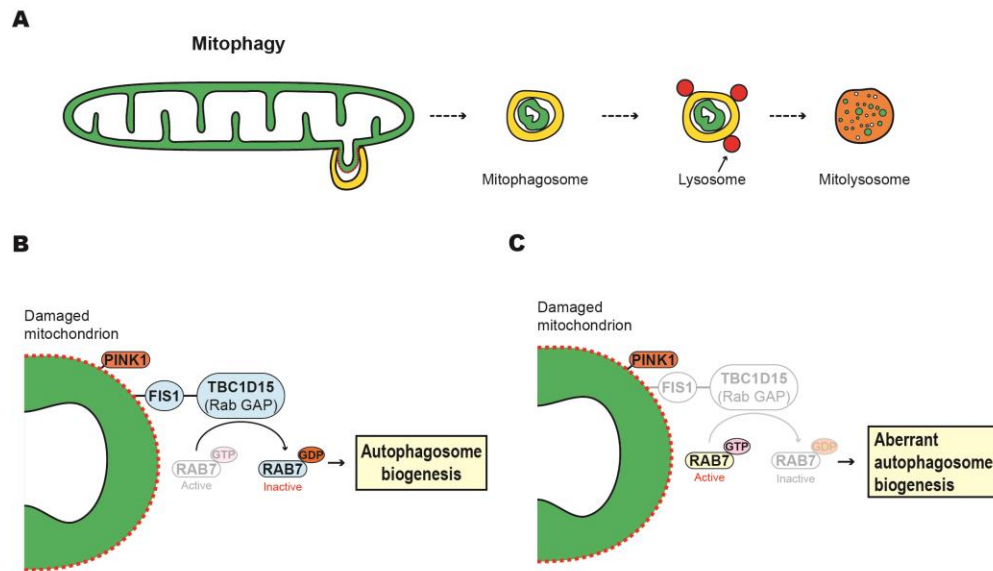 A
Mitophagy
Mitophagosome
Lysosome
Mitolysosome
B
Damaged
mitochondrion
PINK1
FIS1
TBC1D15
(Rab GAP)
GTP
RAB7
Active
GDP
RAB7
Inactive
Autophagosome
biogenesis
C
Damaged
mitochondrion
PINK1
FIS1
TBC1D15
(Rab GAP)
GTP
RAB7
Active
GDP
RAB7
Inactive
Aberrant
autophagosome
biogenesis